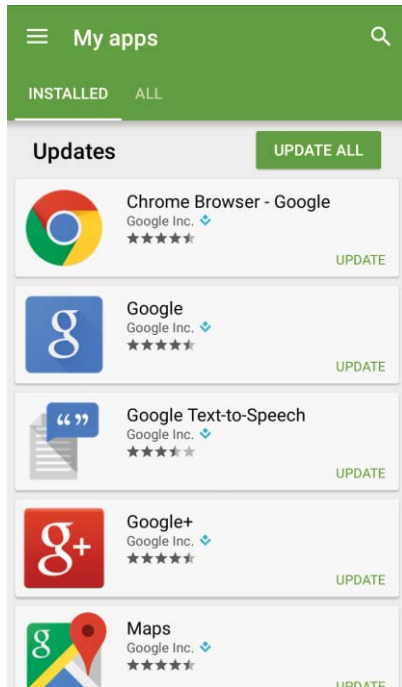 My apps
INSTALLED ALL
Updates UPDATE ALL
Chrome Browser - Google
Google Inc.
UPDATE
Google
Google Inc.
UPDATE
Google Text-to-Speech
Google Inc.
UPDATE
Google+
Google Inc.
UPDATE
Maps
Google Inc.
UPDATE